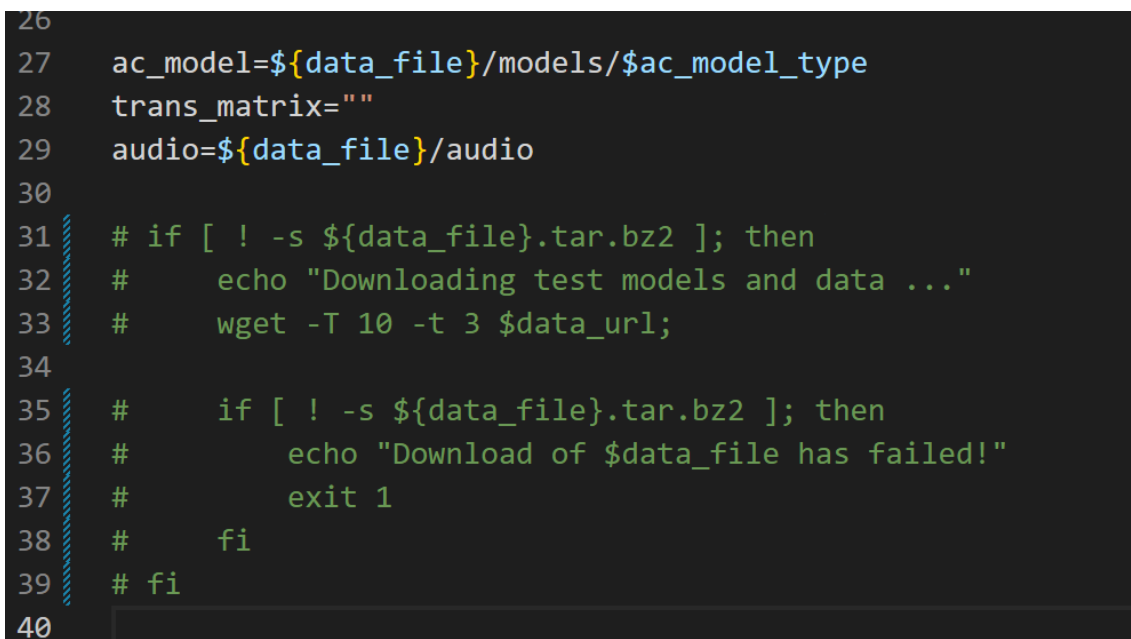 26
27 ac_model=${data_file}/models/$ac_model_type
28 trans_matrix=""
29 audio=${data_file}/audio
30
31 # if [ ! -s ${data_file}.tar.bz2 ]; then
32 #     echo "Downloading test models and data ..."
33 #     wget -T 10 -t 3 $data_url;
34
35 #     if [ ! -s ${data_file}.tar.bz2 ]; then
36 #         echo "Download of $data_file has failed!"
37 #         exit 1
38 #     fi
39 # fi
40